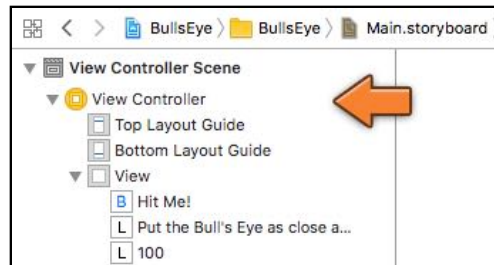 BullsEye BullsEye Main.storyboard
View Controller Scene
View Controller
Top Layout Guide
Bottom Layout Guide
View
B Hit Me!
L Put the Bull's Eye as close a...
L 100